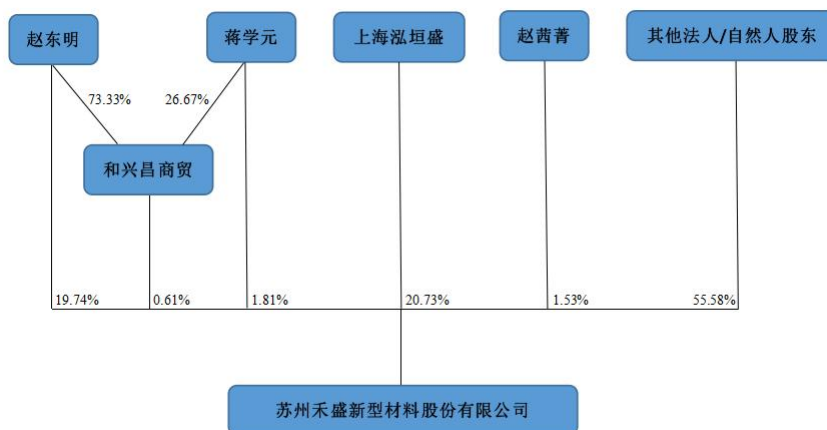 赵东明
蒋学元
上海泓垣盛
赵茜菁
其他法人/自然人股东
73.33%
26.67%
和兴昌商贸
19.74%
0.61%
1.81%
20.73%
1.53%
55.58%
苏州禾盛新型材料股份有限公司